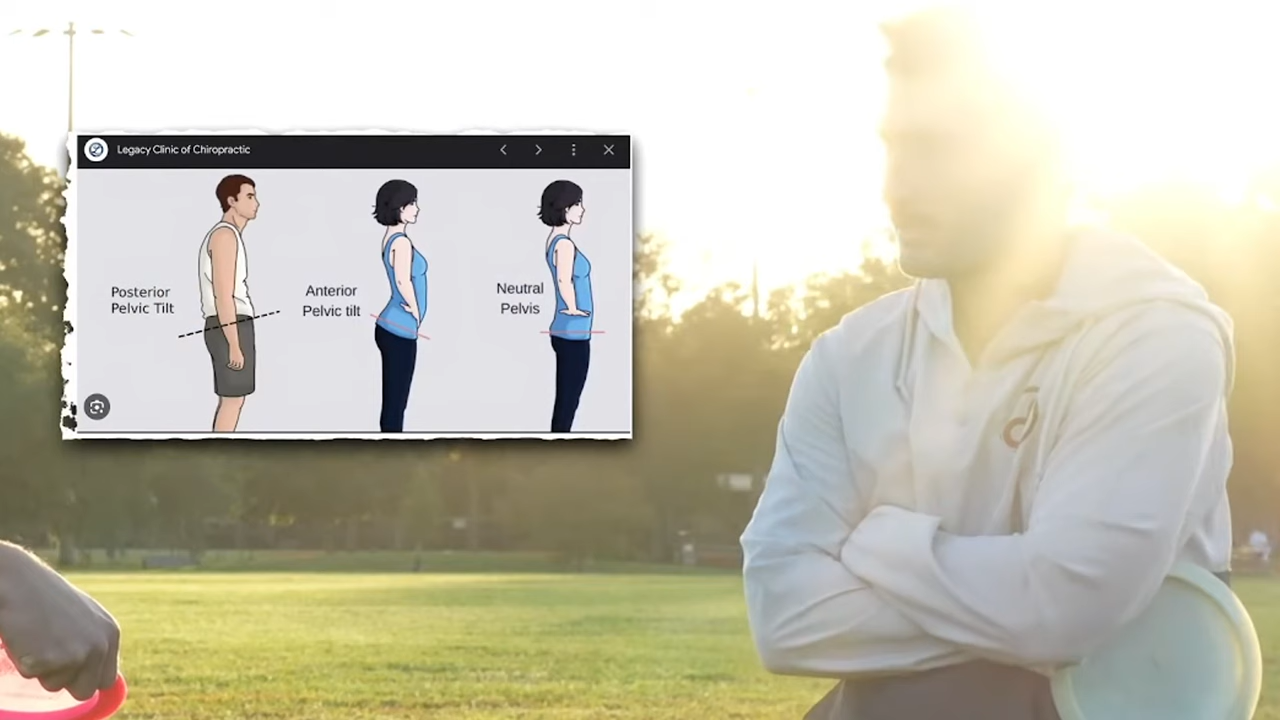 Legacy Clinic of Chiropractic
Posterior
Pelvic Tilt
Anterior
Pelvic tilt
Neutral
Pelvis